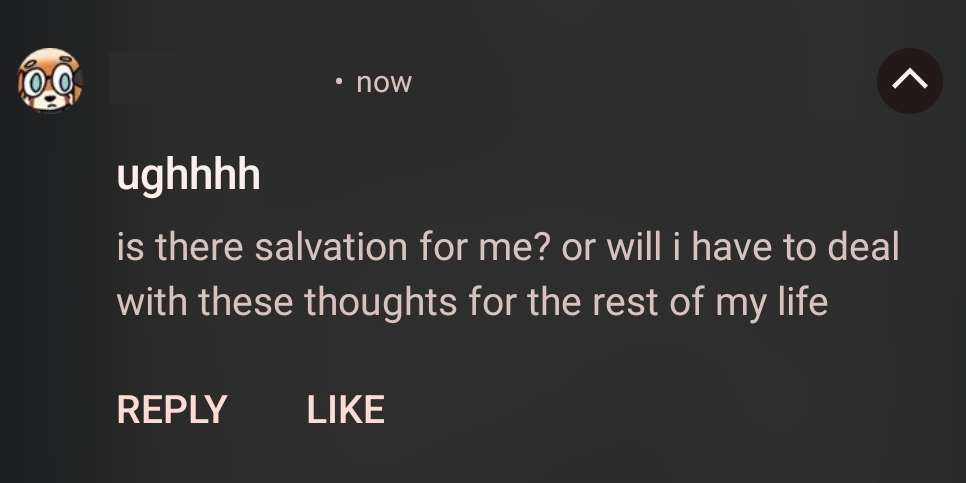 • now
ughhhh
is there salvation for me? or will i have to deal
with these thoughts for the rest of my life
REPLY LIKE